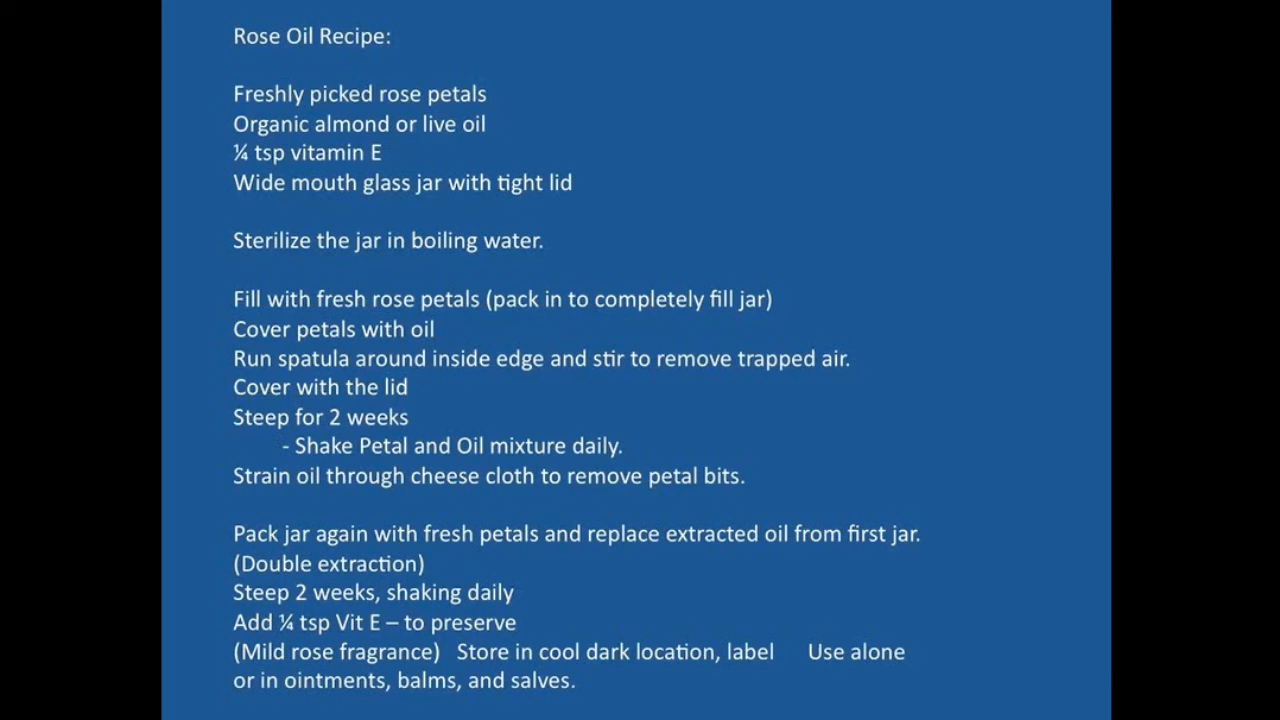 Rose Oil Recipe:
Freshly picked rose petals
Organic almond or live oil
¼ tsp vitamin E
Wide mouth glass jar with tight lid
Sterilize the jar in boiling water.
Fill with fresh rose petals (pack in to completely fill jar)
Cover petals with oil
Run spatula around inside edge and stir to remove trapped air.
Cover with the lid
Steep for 2 weeks
- Shake Petal and Oil mixture daily.
Strain oil through cheese cloth to remove petal bits.
Pack jar again with fresh petals and replace extracted oil from first jar.
(Double extraction)
Steep 2 weeks, shaking daily
Add ¼ tsp Vit E – to preserve
(Mild rose fragrance) Store in cool dark location, label Use alone
or in ointments, balms, and salves.